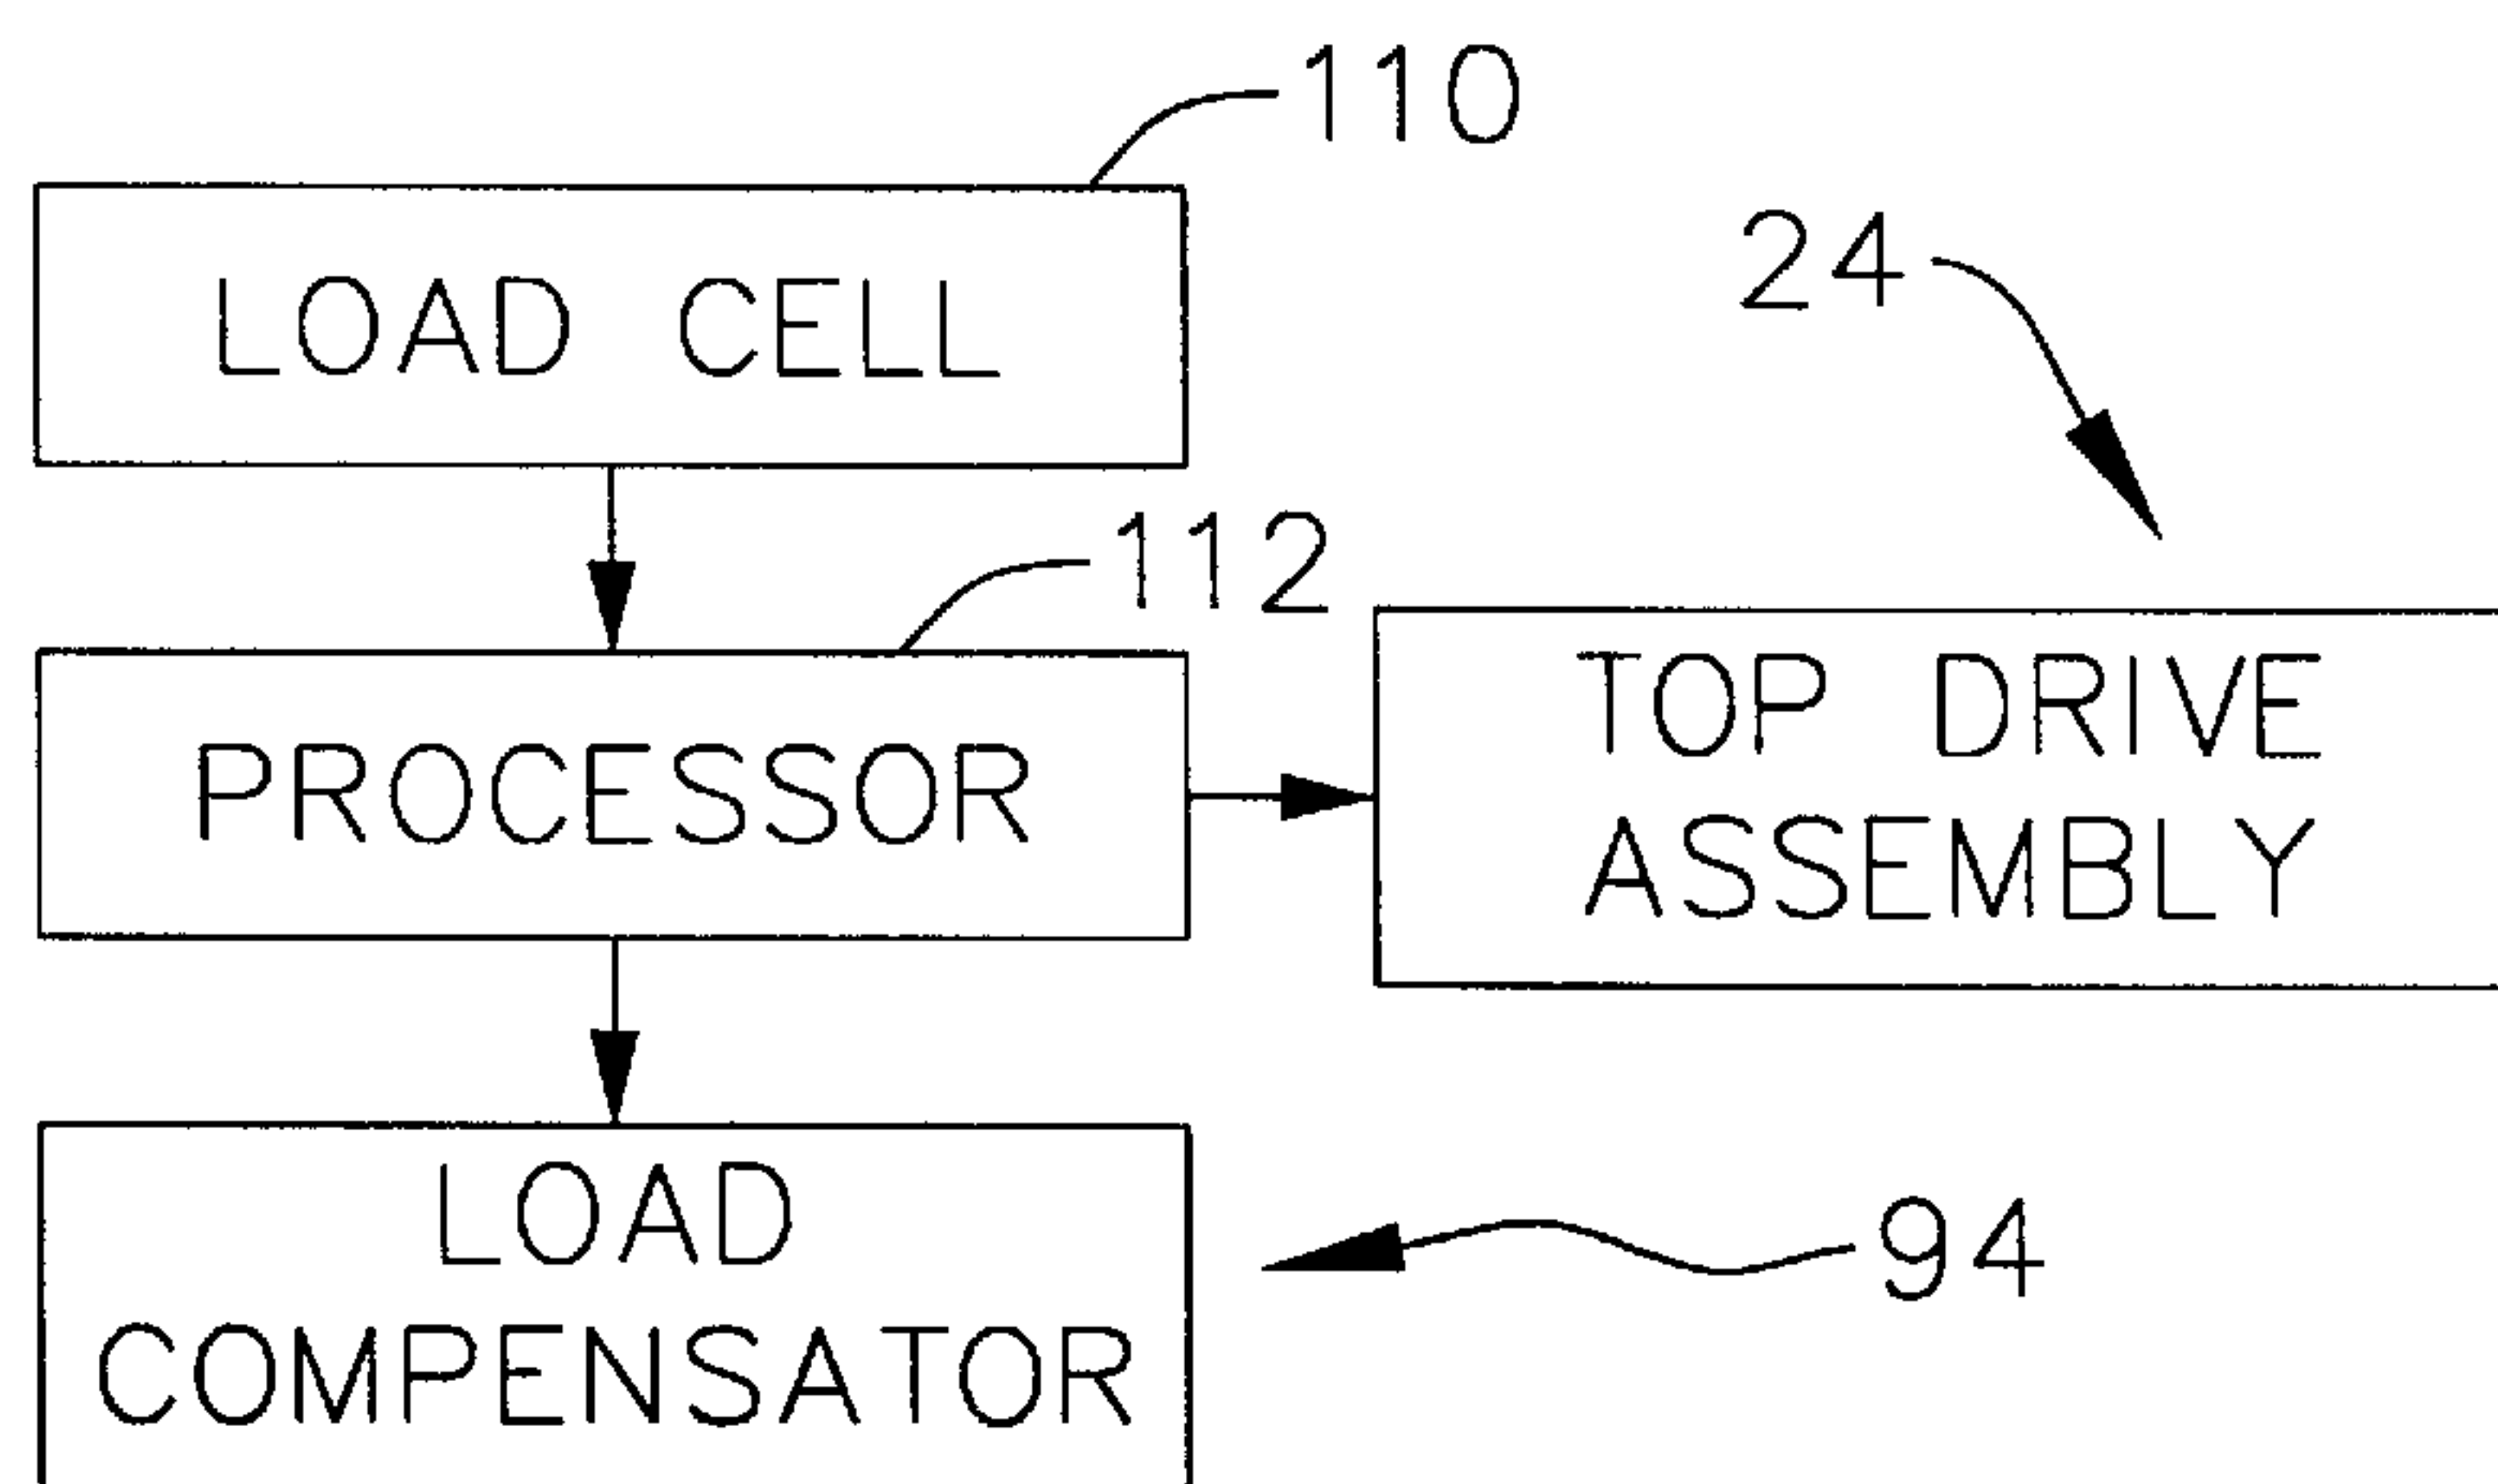 110
LOAD CELL
24
112
PROCESSOR
TOP DRIVE
ASSEMBLY
LOAD
COMPENSATOR
94